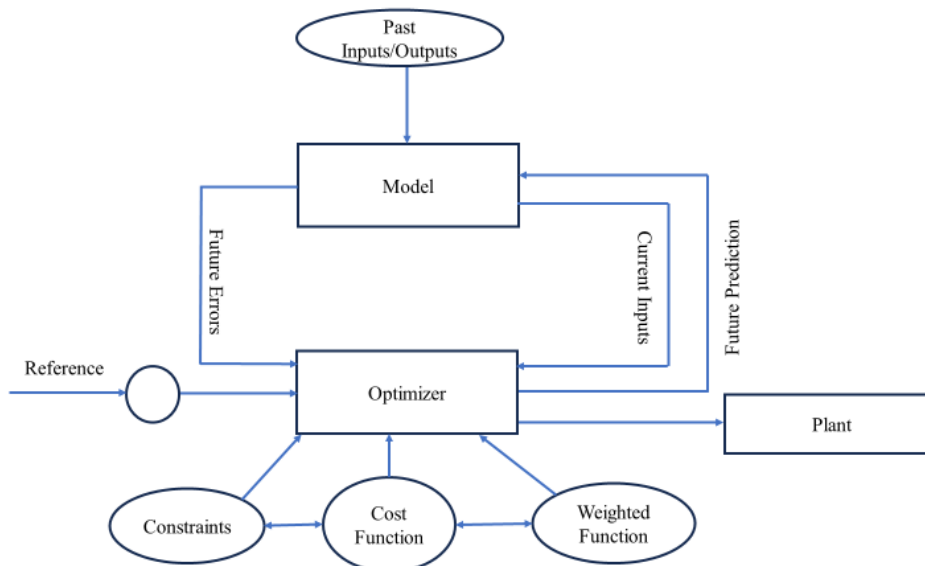 Past
Inputs/Outputs
Model
Future Errors
Current Inputs
Future Prediction
Reference
Optimizer
Plant
Constraints
Cost
Function
Weighted
Function